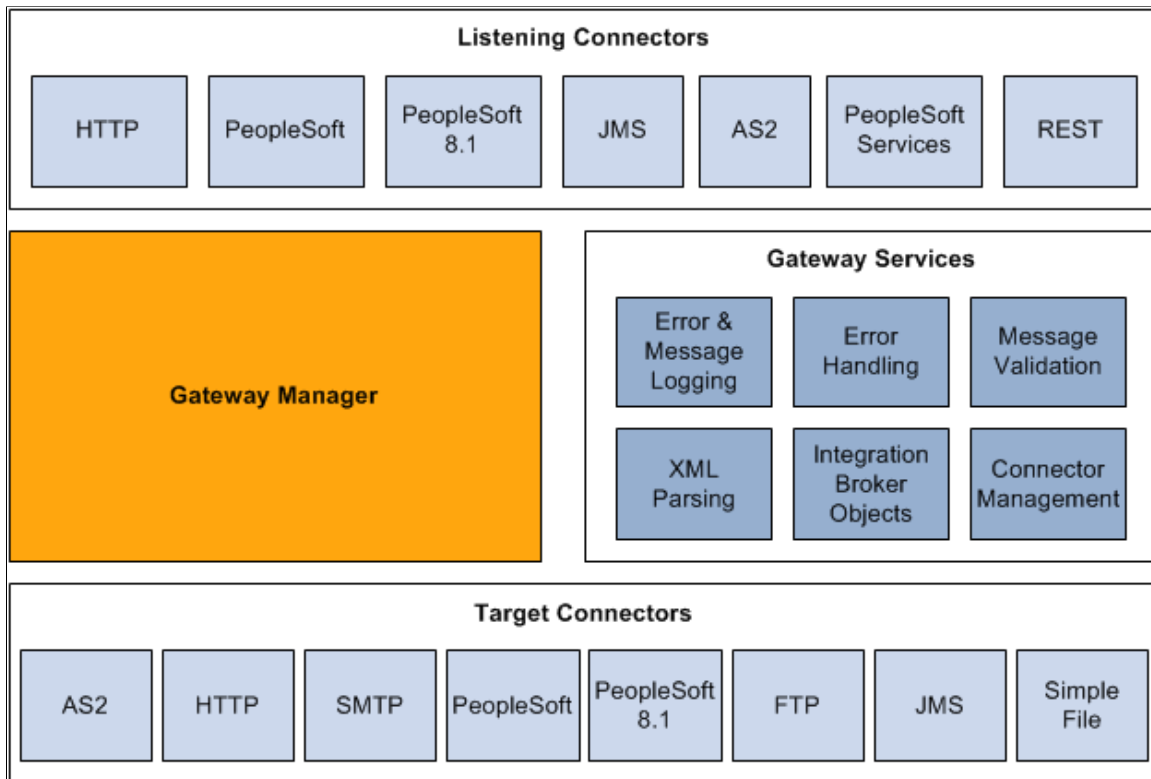 Listening Connectors
HTTP
PeopleSoft
PeopleSoft
8.1
JMS
AS2
PeopleSoft
Services
REST
Gateway Manager
Gateway Services
Error &
Message
Logging
Error
Handling
Message
Validation
XML
Parsing
Integration
Broker
Objects
Connector
Management
Target Connectors
AS2
HTTP
SMTP
PeopleSoft
PeopleSoft
8.1
FTP
JMS
Simple
File